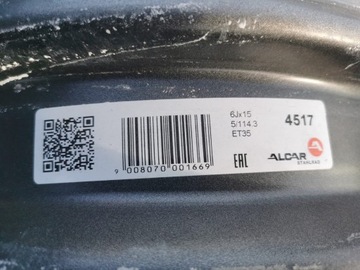 6Jx15
5/114.3
ET35
4517
EAC
ALCAR
STAHLRAD
9 008070 001669